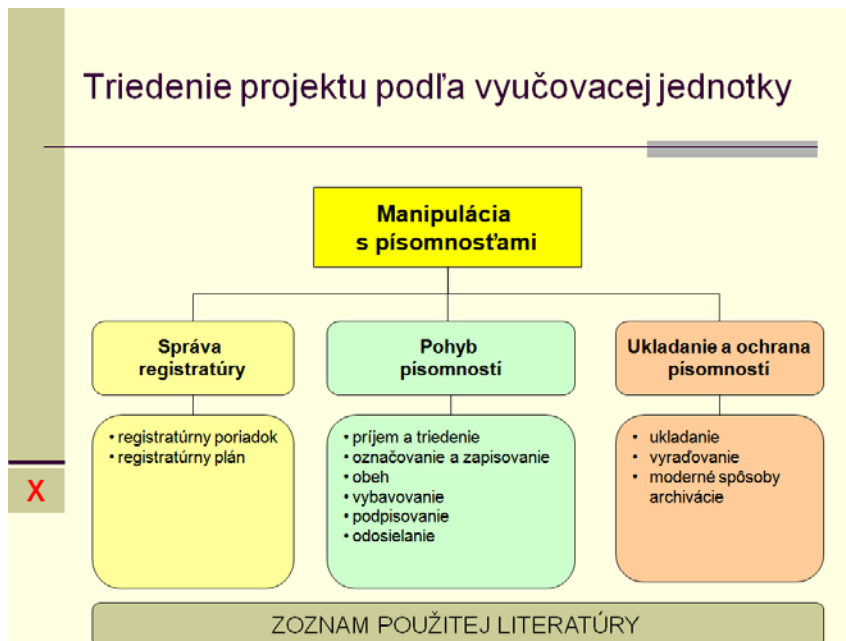 Triedenie projektu podľa vyučovacej jednotky
Manipulácia
s písomnosťami
Správa
registratúry
• registratúrny poriadok
• registratúrny plán
Pohyb
písomností
• príjem a triedenie
• označovanie a zapisovanie
• obeh
• vybavovanie
• podpisovanie
• odosielanie
Ukladanie a ochrana
písomností
• ukladanie
• vyraďovanie
• moderné spôsoby
archivácie
X
ZOZNAM POUŽITEJ LITERATÚRY